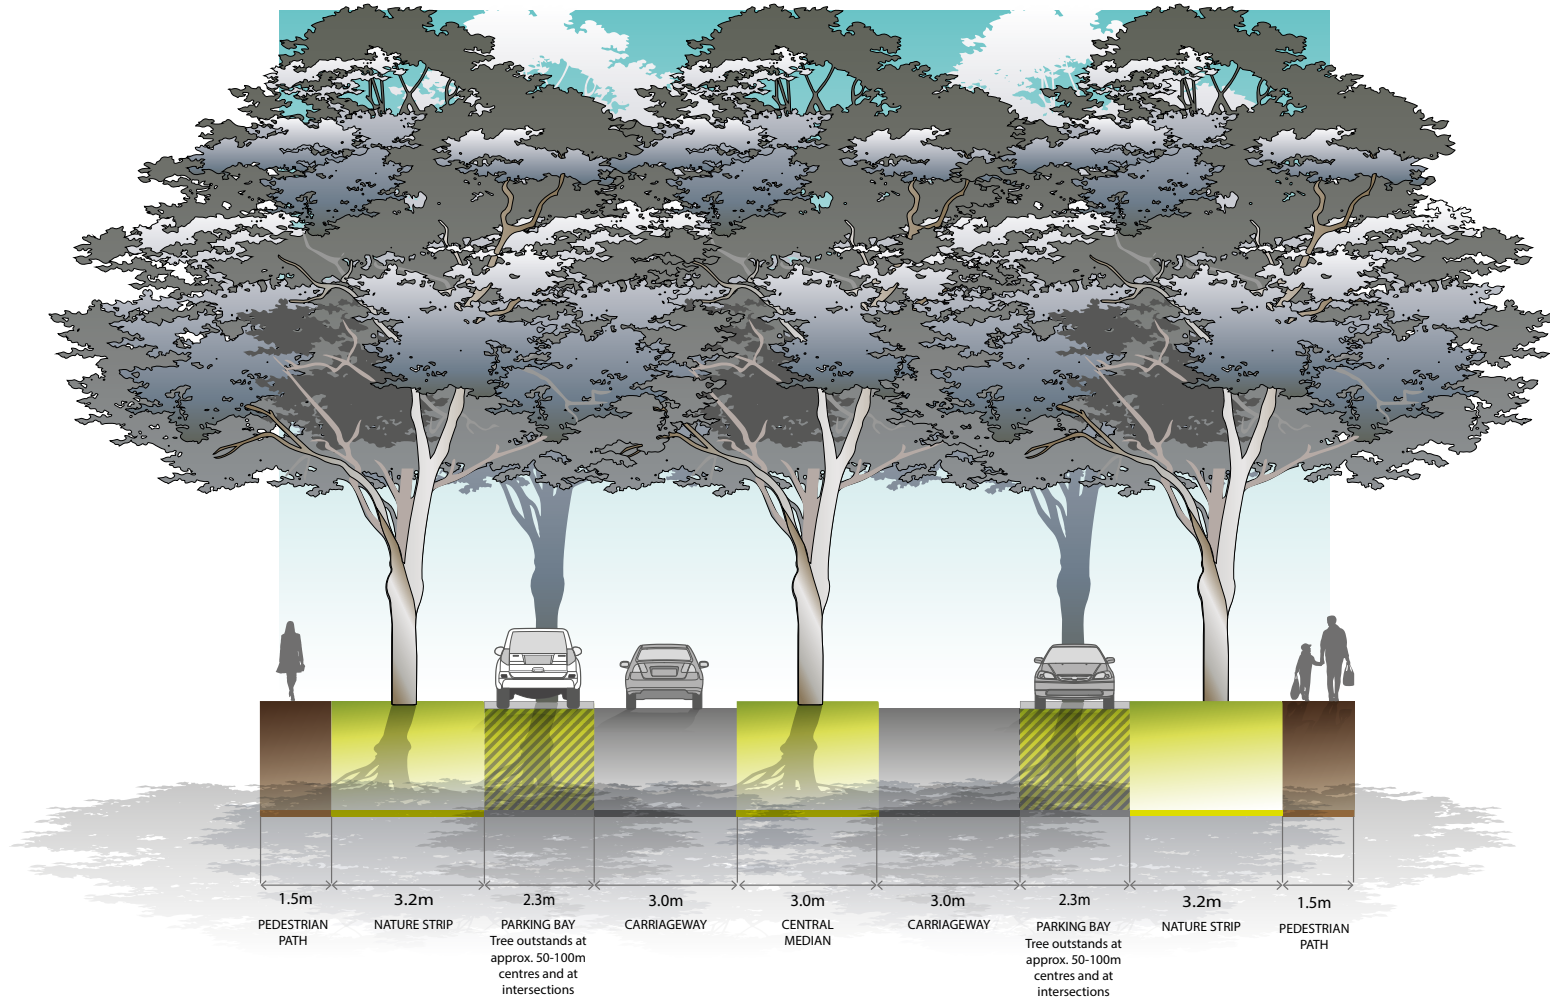 1.5m
3.2m
2.3m
3.0m
3.0m
3.0m
2.3m
3.2m
1.5m
PEDESTRIAN
PATH
NATURE STRIP
PARKING BAY
Tree outstands at
approx. 50-100m
centres and at
intersections
CARRIAGEWAY
CENTRAL
MEDIAN
CARRIAGEWAY
PARKING BAY
Tree outstands at
approx. 50-100m
centres and at
intersections
NATURE STRIP
PEDESTRIAN
PATH